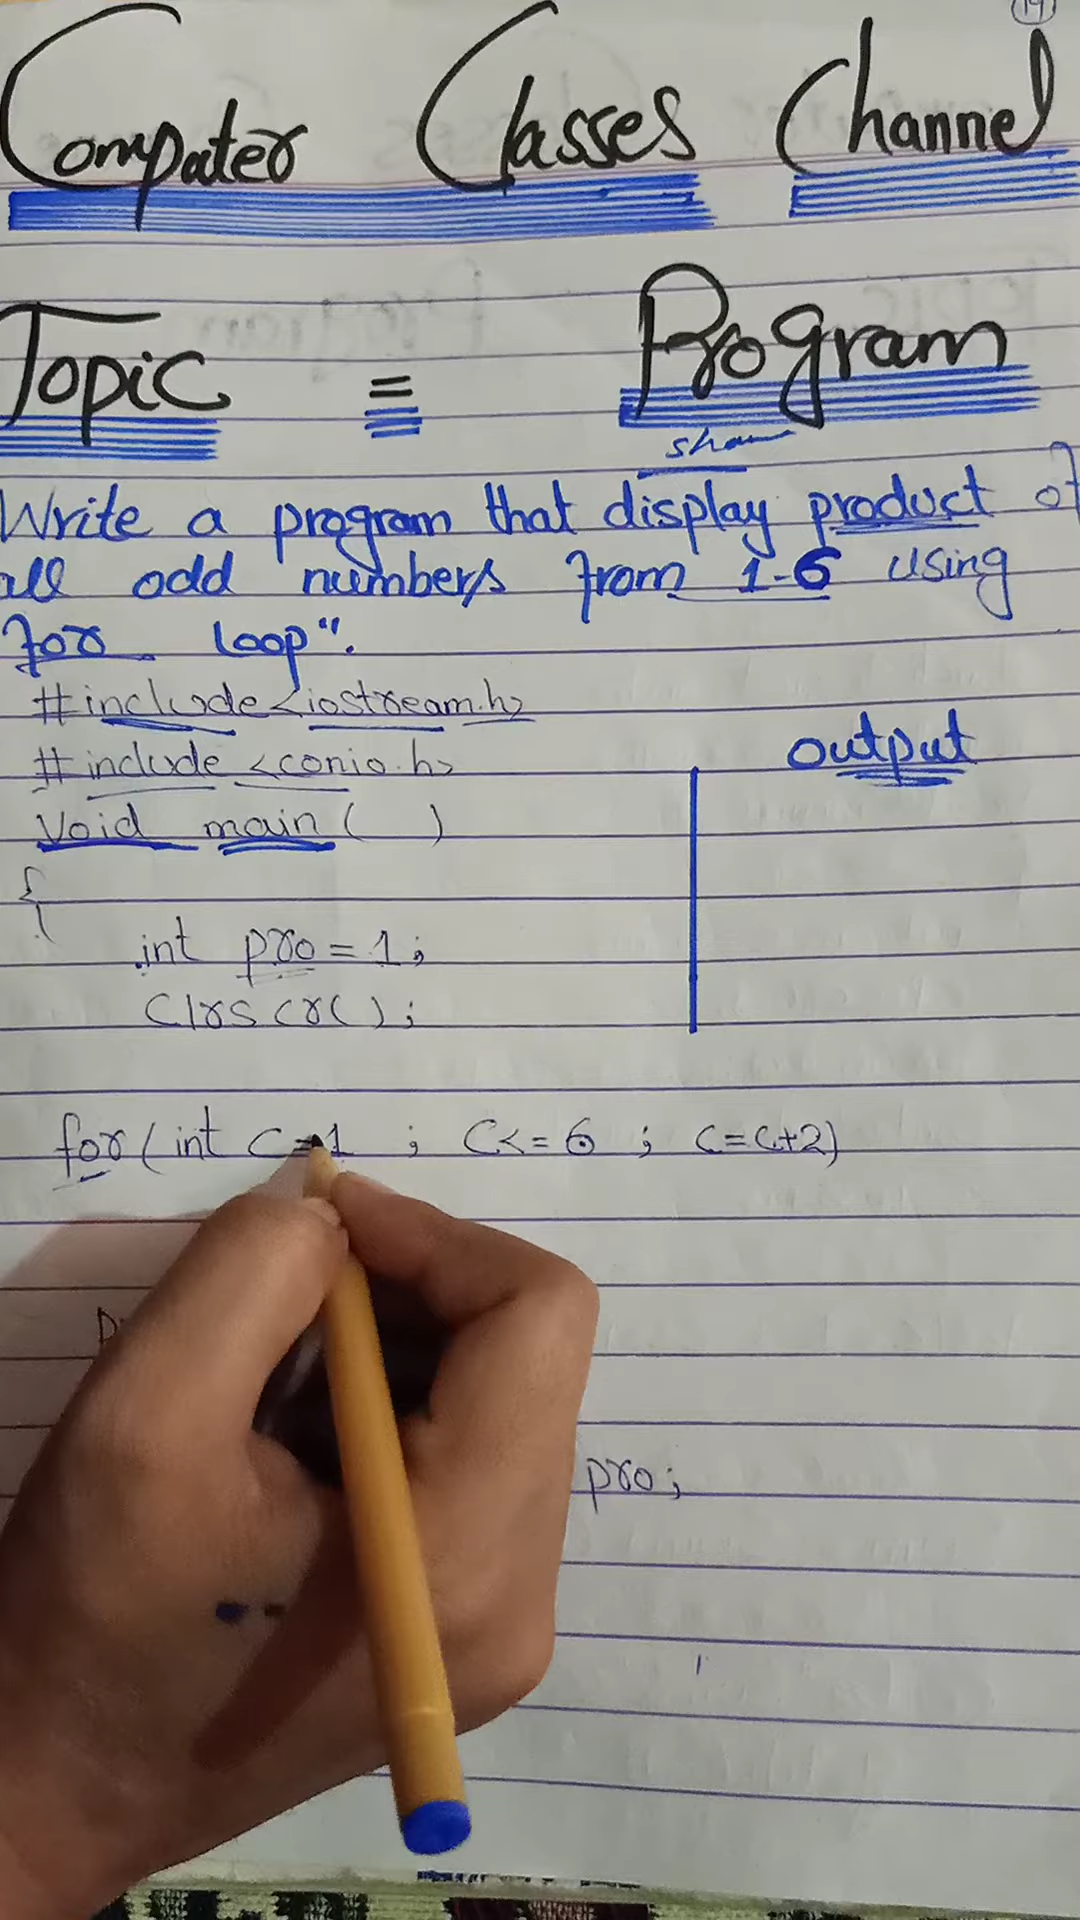 19
Computer Classes Channel
Topic = Program
show
Write a program that display product of
all odd numbers from 1-6 using
for loop".
#include<iostream.h>
#include <conio.h>
Void main( )
{
int pro = 1;
Clrscr();
for(int C=1 ; C<=6 ; C=C+2)
pro;
output